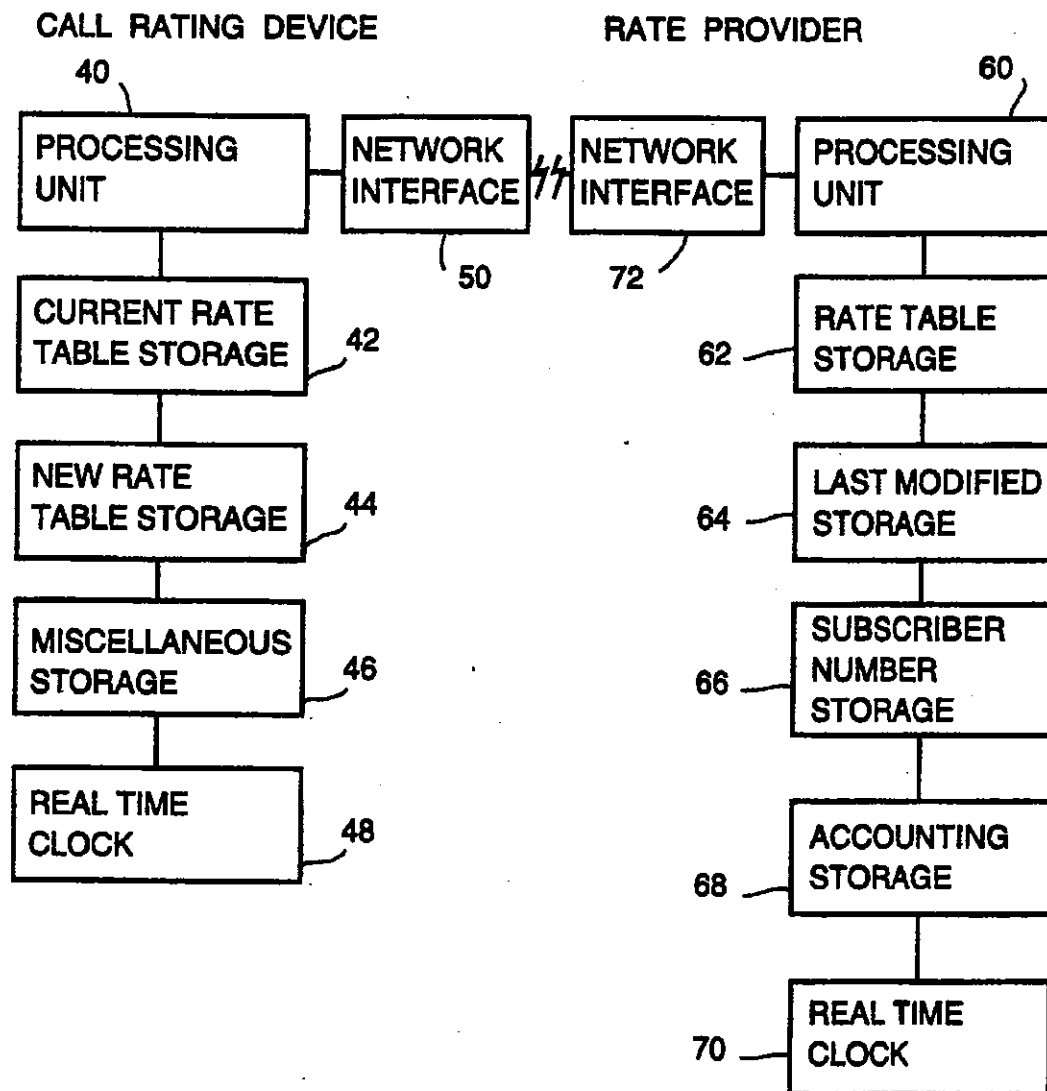 CALL RATING DEVICE
RATE PROVIDER
40
60
PROCESSING
UNIT
NETWORK
INTERFACE
NETWORK
INTERFACE
PROCESSING
UNIT
50
72
CURRENT RATE
TABLE STORAGE
42
62
RATE TABLE
STORAGE
NEW RATE
TABLE STORAGE
44
64
LAST MODIFIED
STORAGE
MISCELLANEOUS
STORAGE
46
66
SUBSCRIBER
NUMBER
STORAGE
REAL TIME
CLOCK
48
68
ACCOUNTING
STORAGE
70
REAL TIME
CLOCK